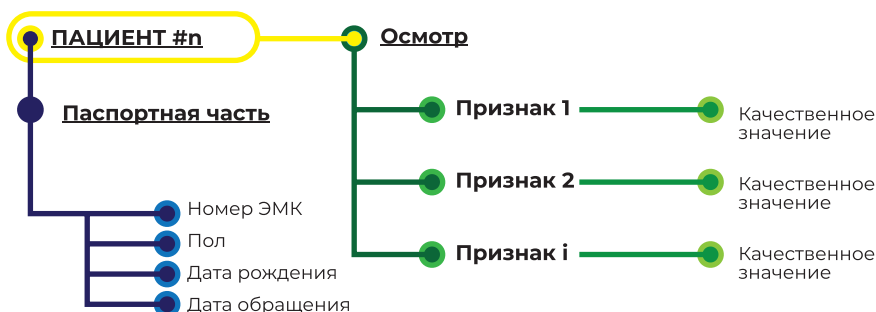 ПАЦИЕНТ #n
Осмотр
Паспортная часть
Признак 1
Качественное
значение
Признак 2
Качественное
значение
Признак i
Качественное
значение
Номер ЭМК
Пол
Дата рождения
Дата обращения